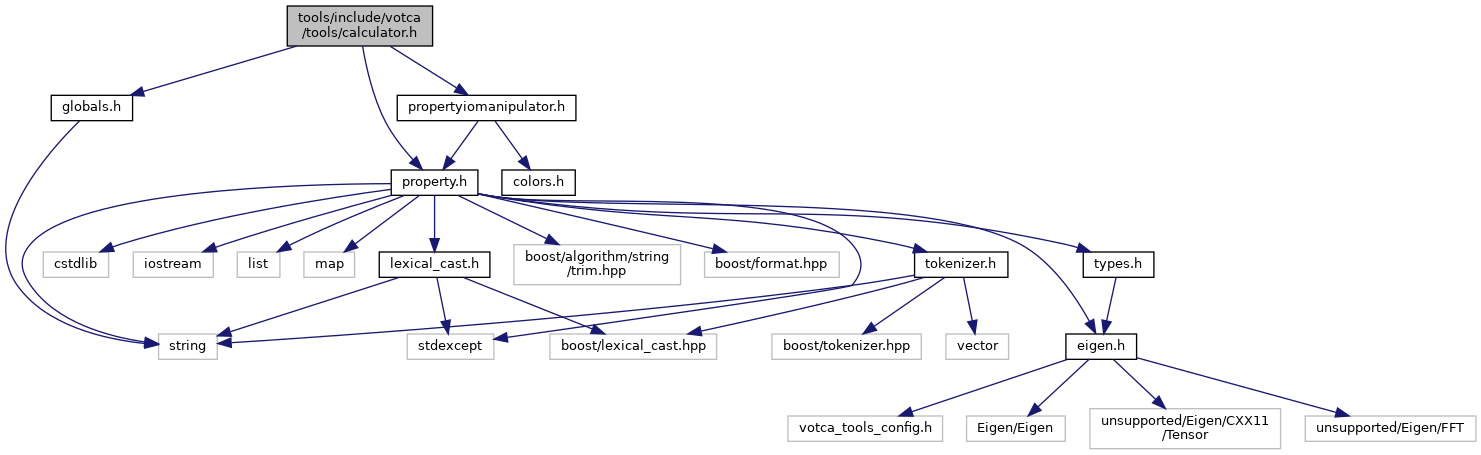 tools/include/votca
/tools/calculator.h
globals.h
propertyiomanipulator.h
property.h
colors.h
cstdlib
iostream
list
map
lexical_cast.h
boost/algorithm/string
/trim.hpp
boost/format.hpp
tokenizer.h
types.h
string
stdexcept
boost/lexical_cast.hpp
boost/tokenizer.hpp
vector
eigen.h
votca_tools_config.h
Eigen/Eigen
unsupported/Eigen/CXX11
/Tensor
unsupported/Eigen/FFT